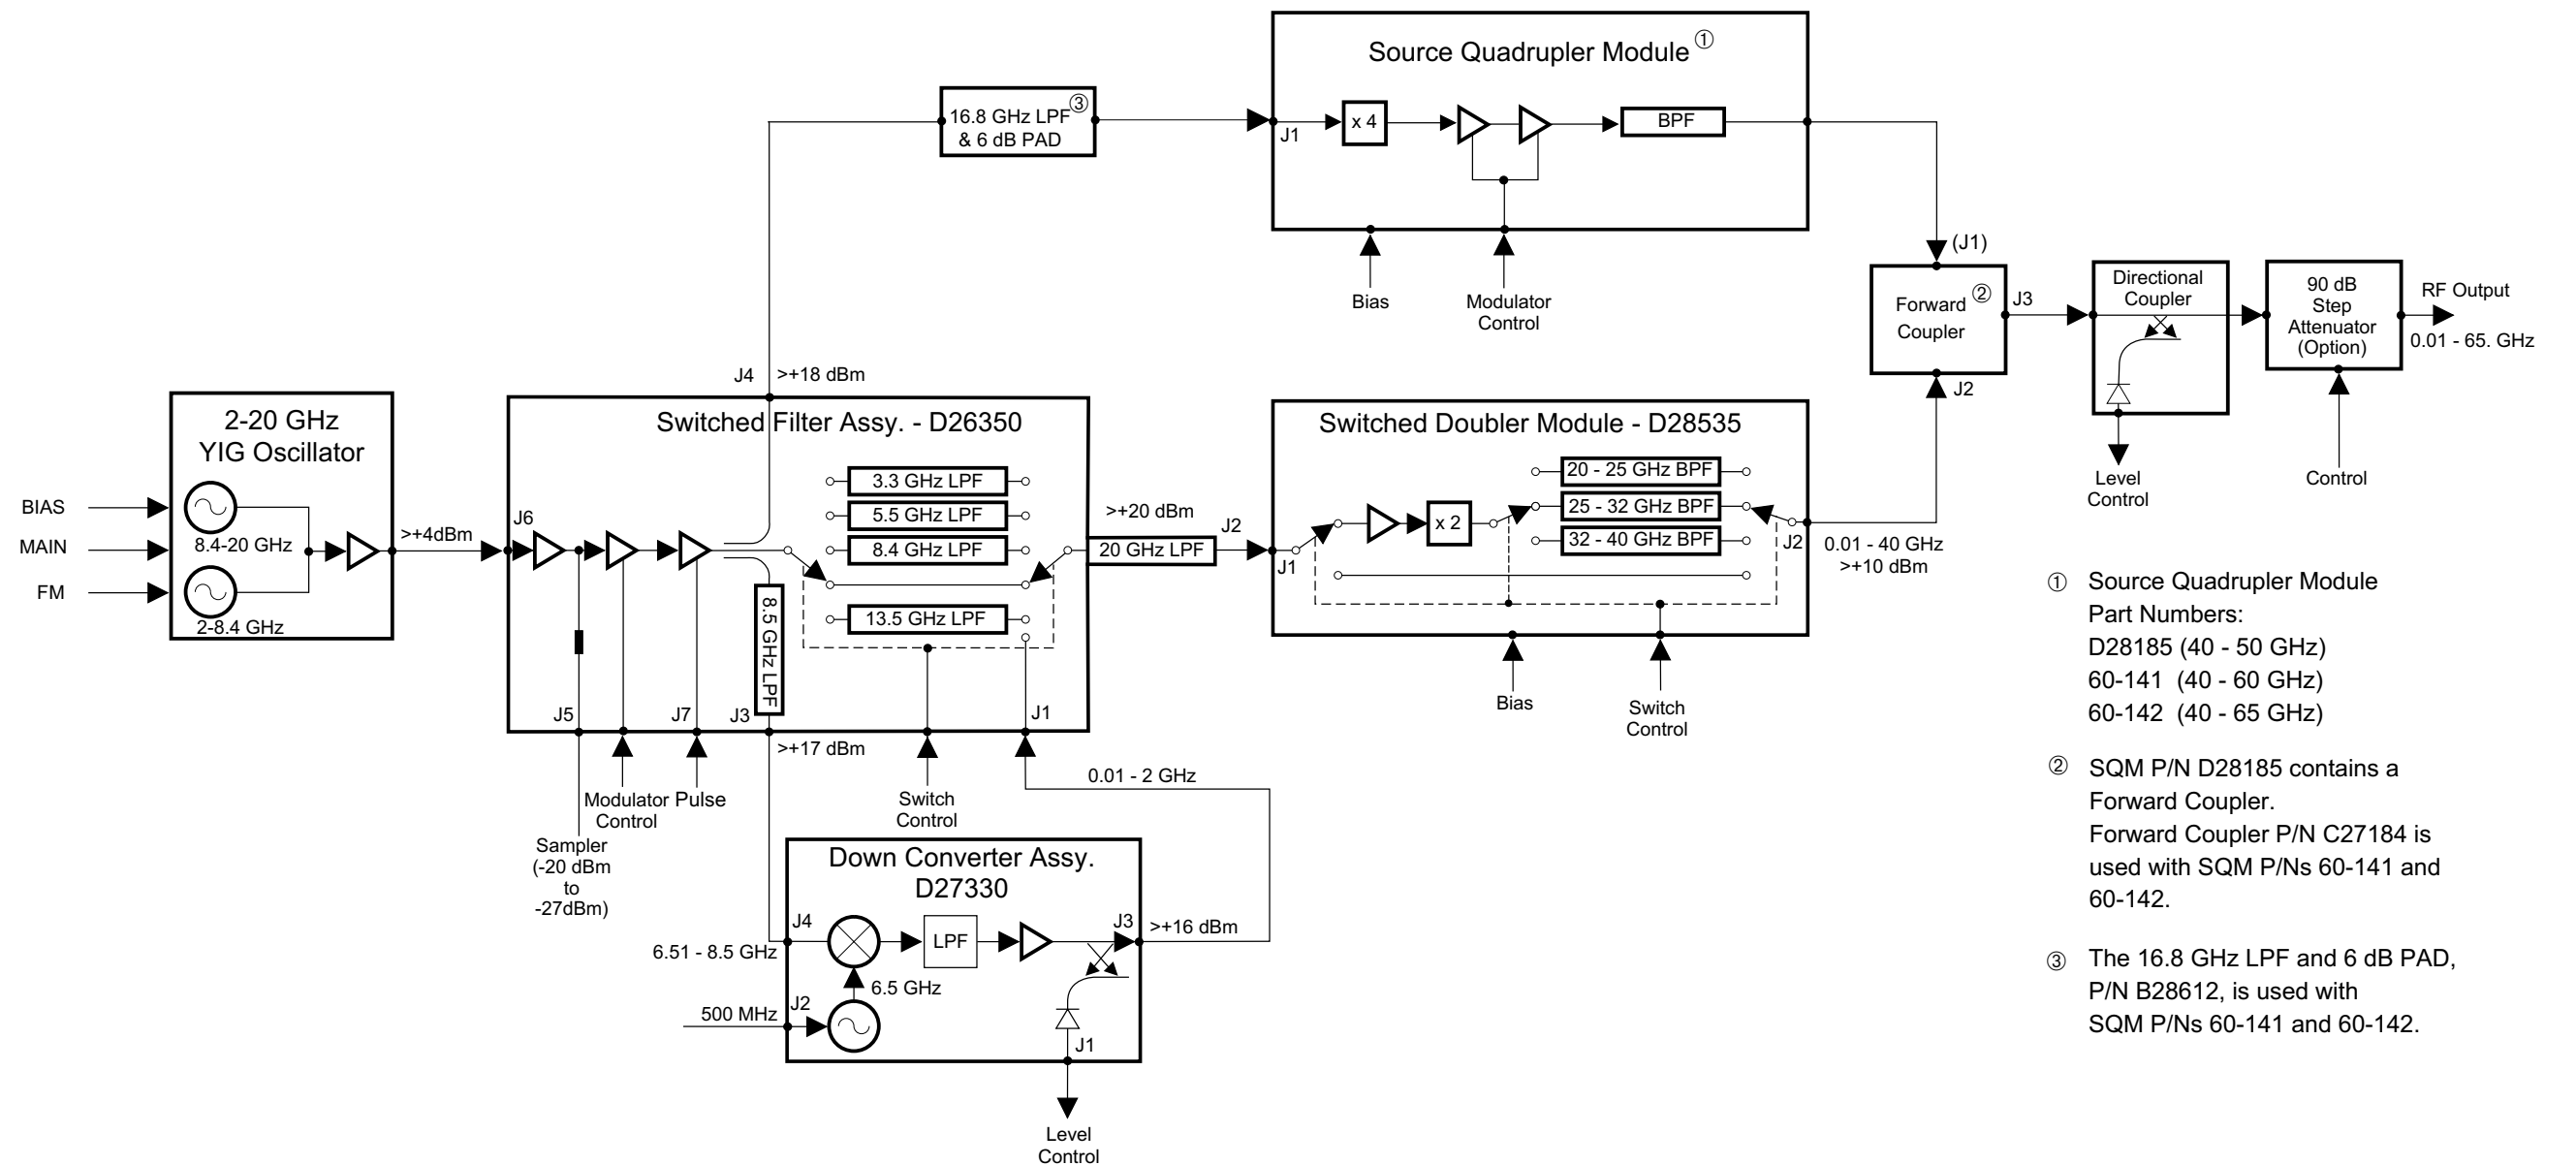 Source Quadrupler Module ①
16.8 GHz LPF ③
& 6 dB PAD
J1
x 4
BPF
Bias
Modulator
Control
(J1)
Forward ②
Coupler
J3
J2
Directional
Coupler
Level
Control
90 dB
Step
Attenuator
(Option)
Control
RF Output
0.01 - 65. GHz
2-20 GHz
YIG Oscillator
BIAS
MAIN
FM
8.4-20 GHz
2-8.4 GHz
>+4dBm
J4
>+18 dBm
Switched Filter Assy. - D26350
J6
3.3 GHz LPF
5.5 GHz LPF
8.4 GHz LPF
13.5 GHz LPF
8.5 GHz LPF
J5
J7
J3
J1
>+17 dBm
Modulator
Control
Pulse
Switch
Control
Sampler
(-20 dBm
to
-27dBm)
>+20 dBm
J2
20 GHz LPF
Switched Doubler Module - D28535
J1
x 2
20 - 25 GHz BPF
25 - 32 GHz BPF
32 - 40 GHz BPF
J2
0.01 - 40 GHz
>+10 dBm
Bias
Switch
Control
0.01 - 2 GHz
Down Converter Assy.
D27330
J4
6.51 - 8.5 GHz
LPF
J3
>+16 dBm
6.5 GHz
500 MHz
J2
J1
Level
Control
① Source Quadrupler Module
Part Numbers:
D28185 (40 - 50 GHz)
60-141 (40 - 60 GHz)
60-142 (40 - 65 GHz)
② SQM P/N D28185 contains a
Forward Coupler.
Forward Coupler P/N C27184 is
used with SQM P/Ns 60-141 and
60-142.
③ The 16.8 GHz LPF and 6 dB PAD,
P/N B28612, is used with
SQM P/Ns 60-141 and 60-142.